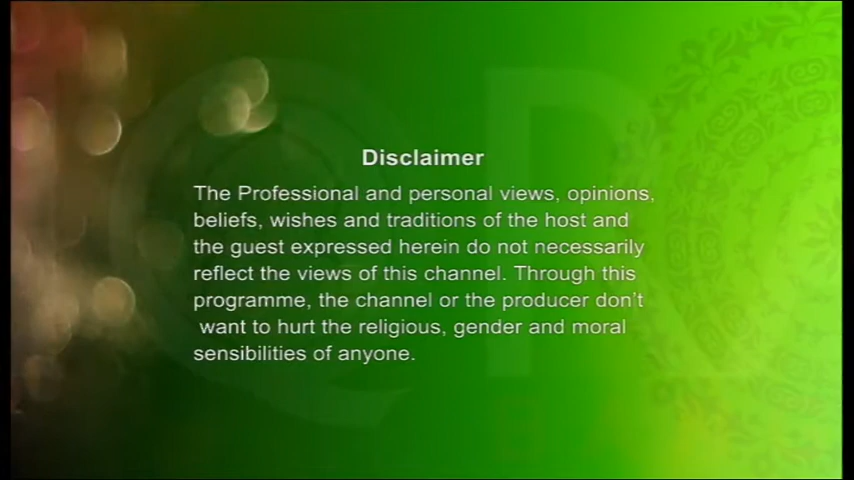 Disclaimer
The Professional and personal views, opinions,
beliefs, wishes and traditions of the host and
the guest expressed herein do not necessarily
reflect the views of this channel. Through this
programme, the channel or the producer don't
want to hurt the religious, gender and moral
sensibilities of anyone.